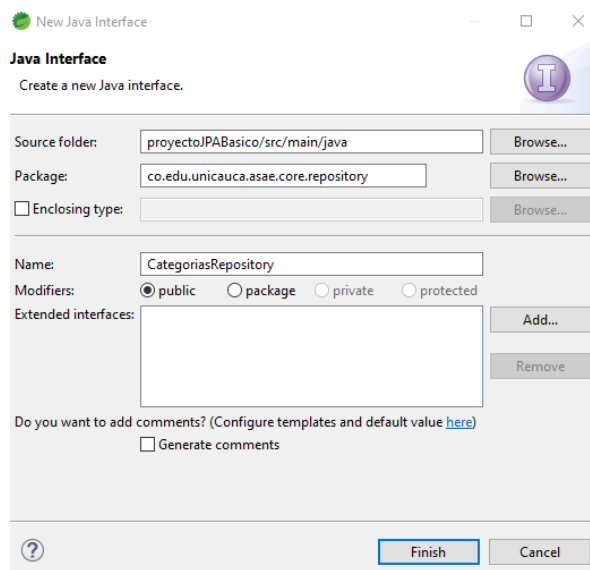 New Java Interface
Java Interface
Create a new Java interface.
Source folder: proyectoJPABasico/src/main/java Browse...
Package: co.edu.unicauca.asae.core.repository Browse...
Enclosing type: Browse...
Name: CategoriasRepository
Modifiers: public package private protected
Extended interfaces: Add...
Remove
Do you want to add comments? (Configure templates and default value here)
Generate comments
? Finish Cancel